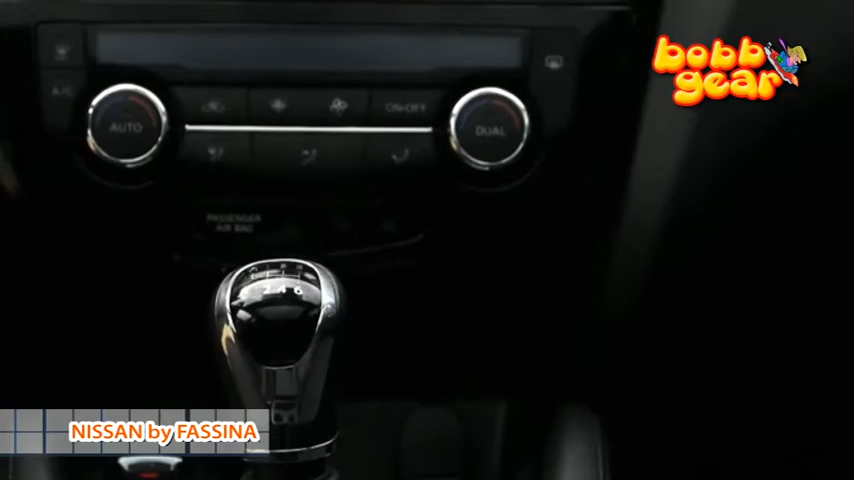 bobb
gear
A/C
AUTO
ON•OFF
DUAL
PASSENGER
AIR BAG
2 4 6
NISSAN by FASSINA